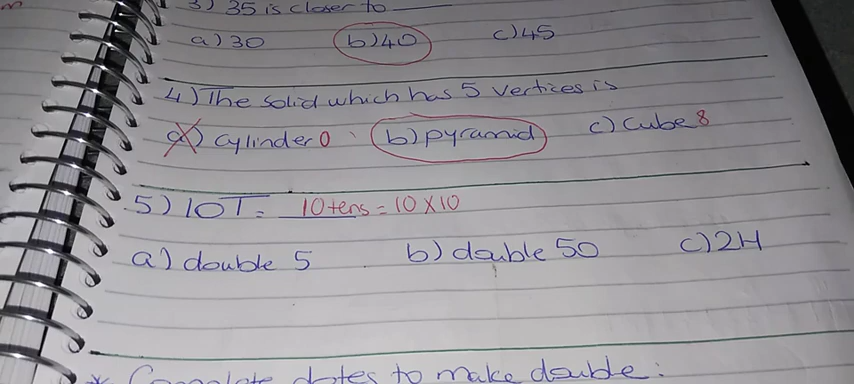 3) 35 is closer to
a) 30 b) 40 c) 45
4) The solid which has 5 vertices is
a) cylinder 0 b) pyramid c) cube 8
5) 10T = 10 tens = 10 x 10
a) double 5 b) double 50 c) 2H
* Complete dotes to make double: